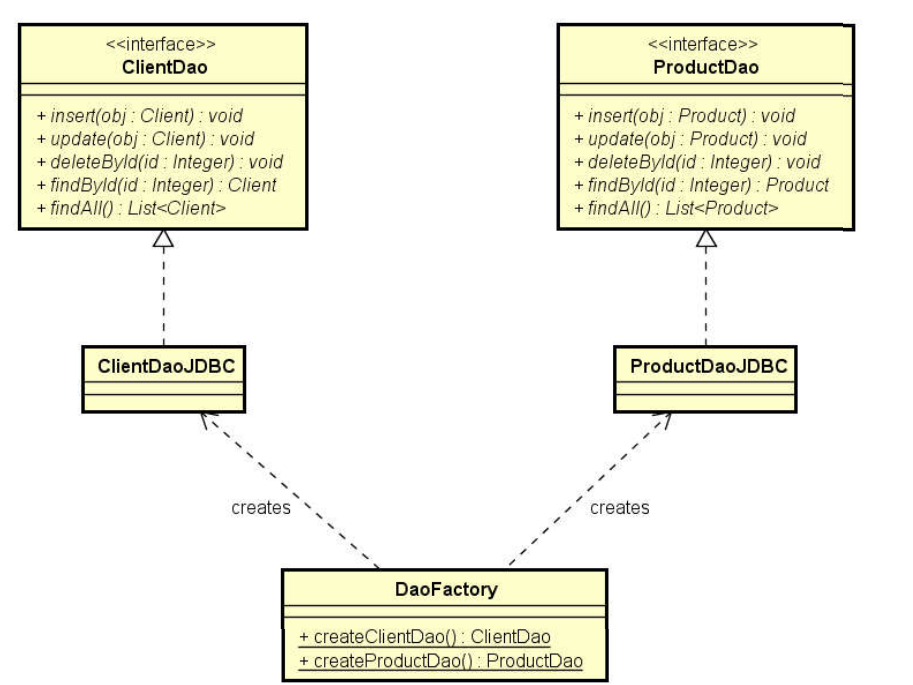 <<interface>>
ClientDao
+ insert(obj : Client) : void
+ update(obj : Client) : void
+ deleteById(id : Integer) : void
+ findById(id : Integer) : Client
+ findAll() : List<Client>
<<interface>>
ProductDao
+ insert(obj : Product) : void
+ update(obj : Product) : void
+ deleteById(id : Integer) : void
+ findById(id : Integer) : Product
+ findAll() : List<Product>
ClientDaoJDBC
ProductDaoJDBC
creates
creates
DaoFactory
+ createClientDao() : ClientDao
+ createProductDao() : ProductDao